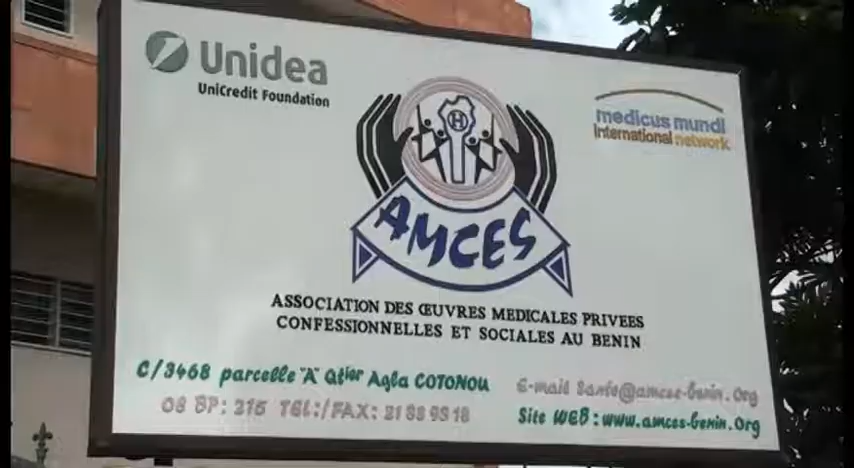 Unidea
UniCredit Foundation
H
medicus mundi
international network
AMCES
ASSOCIATION DES ŒUVRES MEDICALES PRIVEES
CONFESSIONNELLES ET SOCIALES AU BENIN
C/3468 parcelle "A" Qtier Agla COTONOU
08 BP: 215 TEL:/FAX: 21 38 93 18
E-mail Sante@amces-benin.Org
Site WEB: www.amces-benin.Org